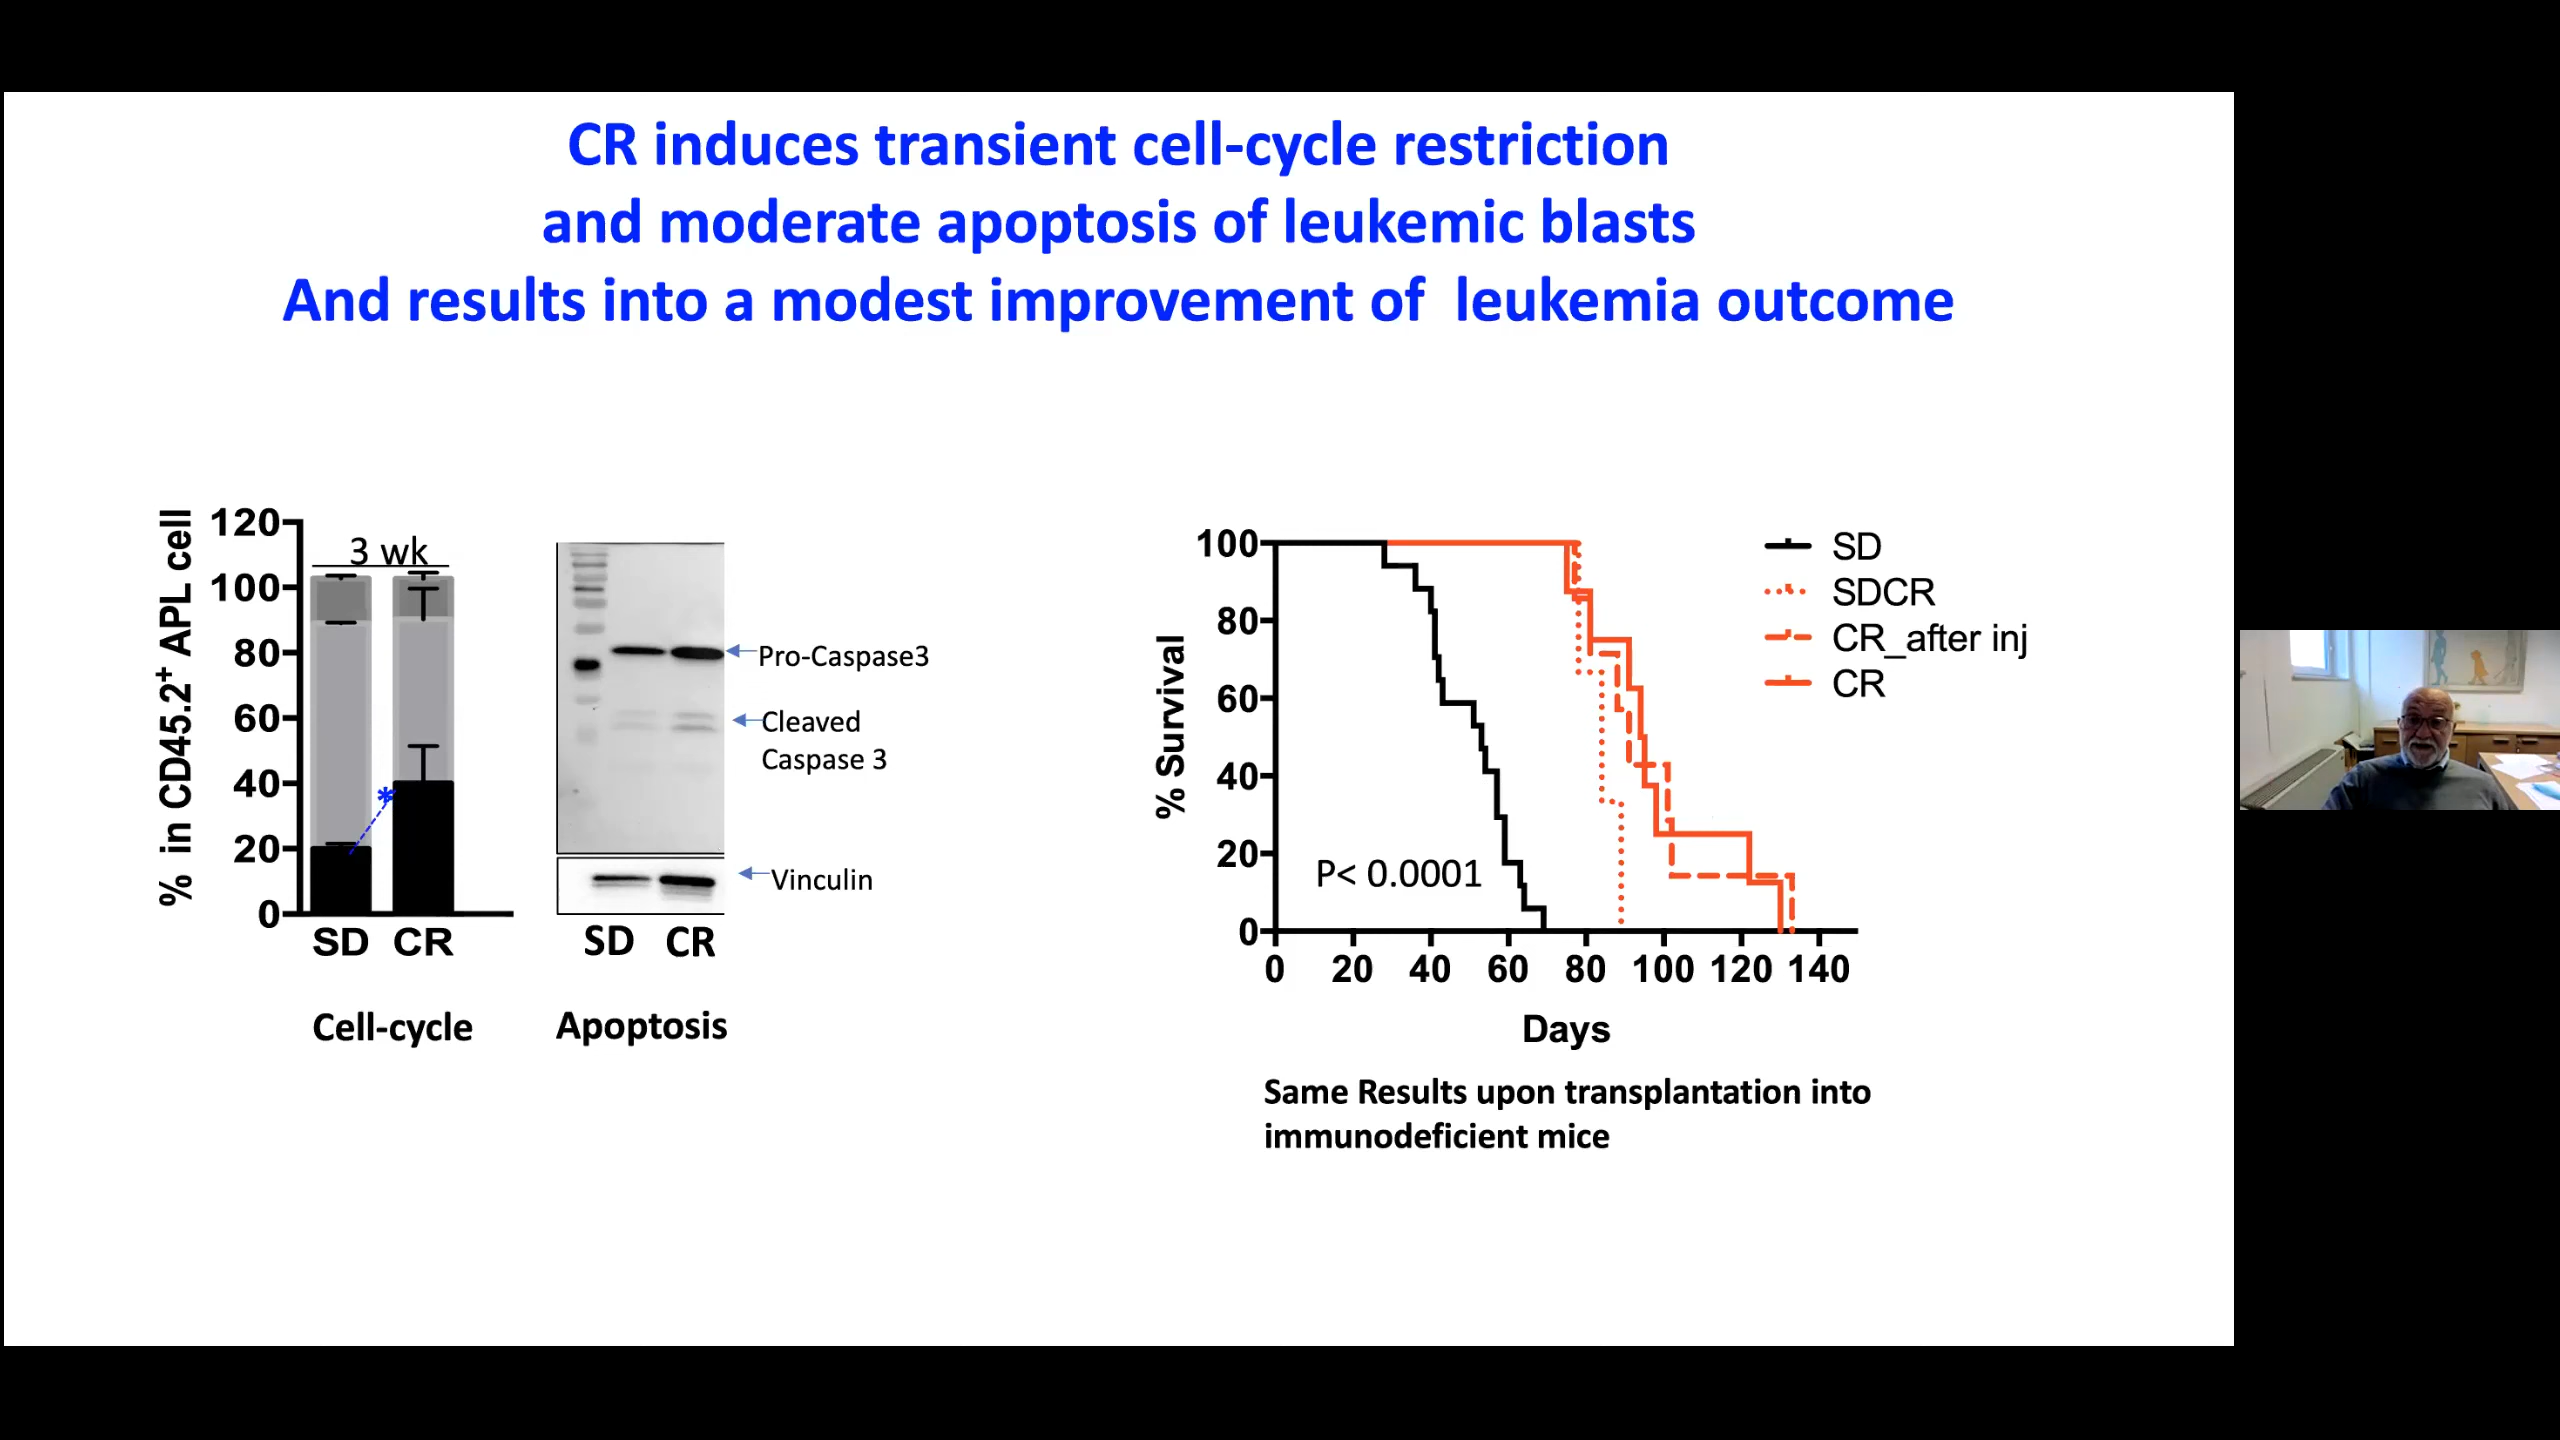 CR induces transient cell-cycle restriction
and moderate apoptosis of leukemic blasts
And results into a modest improvement of  leukemia outcome
% in CD45.2+ APL cell
120
100
80
60
40
20
0
3 wk
*
SD CR
Cell-cycle
Pro-Caspase3
Cleaved
Caspase 3
Vinculin
SD CR
Apoptosis
% Survival
100
80
60
40
20
0
P< 0.0001
0 20 40 60 80 100 120 140
Days
SD
SDCR
CR_after inj
CR
Same Results upon transplantation into
immunodeficient mice